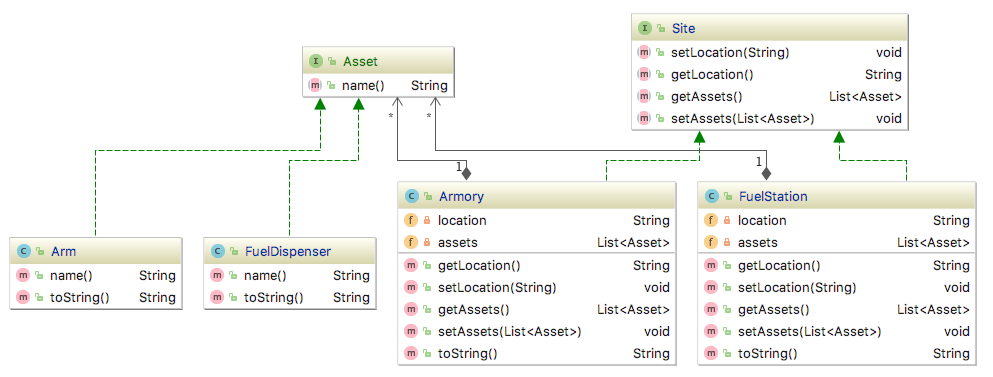 I Asset
m name() String
* *
I Site
m setLocation(String) void
m getLocation() String
m getAssets() List<Asset>
m setAssets(List<Asset>) void
1 1
C Arm
m name() String
m toString() String
C FuelDispenser
m name() String
m toString() String
C Armory
f location String
f assets List<Asset>
m getLocation() String
m setLocation(String) void
m getAssets() List<Asset>
m setAssets(List<Asset>) void
m toString() String
C FuelStation
f location String
f assets List<Asset>
m getLocation() String
m setLocation(String) void
m getAssets() List<Asset>
m setAssets(List<Asset>) void
m toString() String